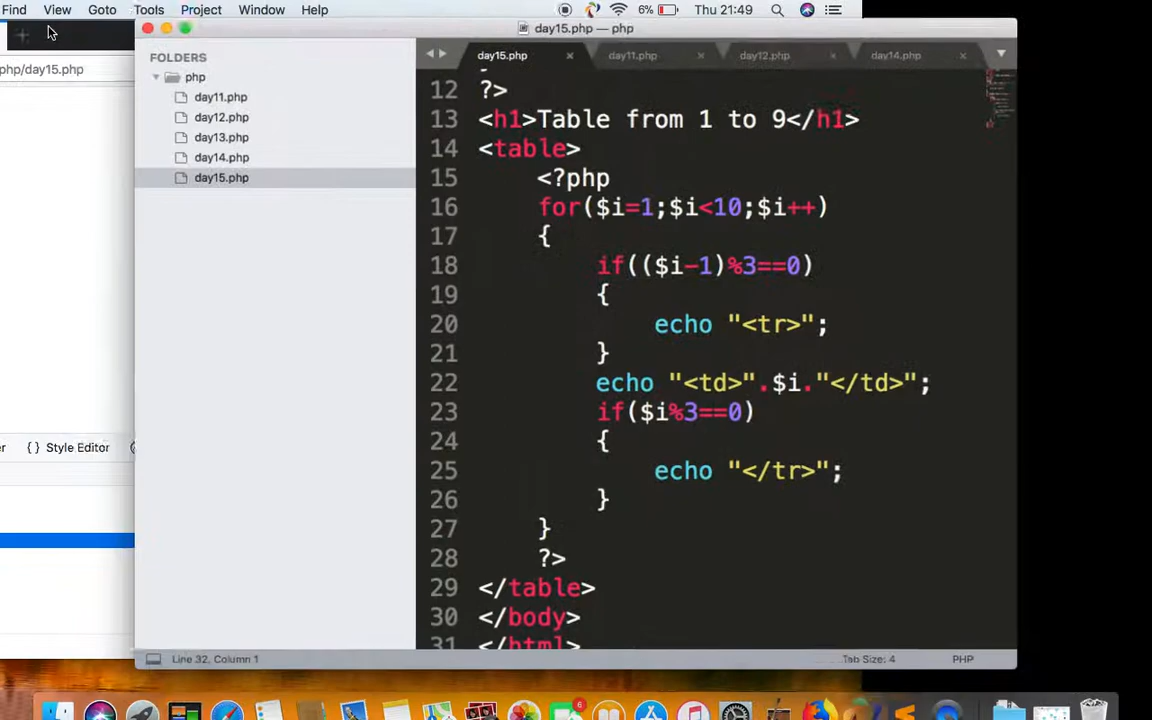 Find View Goto Tools Project Window Help 6% Thu 21:49
day15.php — php
php/day15.php
FOLDERS
php
day11.php
day12.php
day13.php
day14.php
day15.php
{ } Style Editor
day15.php day11.php day12.php day14.php
12 ?>
13 <h1>Table from 1 to 9</h1>
14 <table>
15 <?php
16 for($i=1;$i<10;$i++)
17 {
18 if(($i-1)%3==0)
19 {
20 echo "<tr>";
21 }
22 echo "<td>".$i."</td>";
23 if($i%3==0)
24 {
25 echo "</tr>";
26 }
27 }
28 ?>
29 </table>
30 </body>
31 </html>
Line 32, Column 1 Tab Size: 4 PHP
6